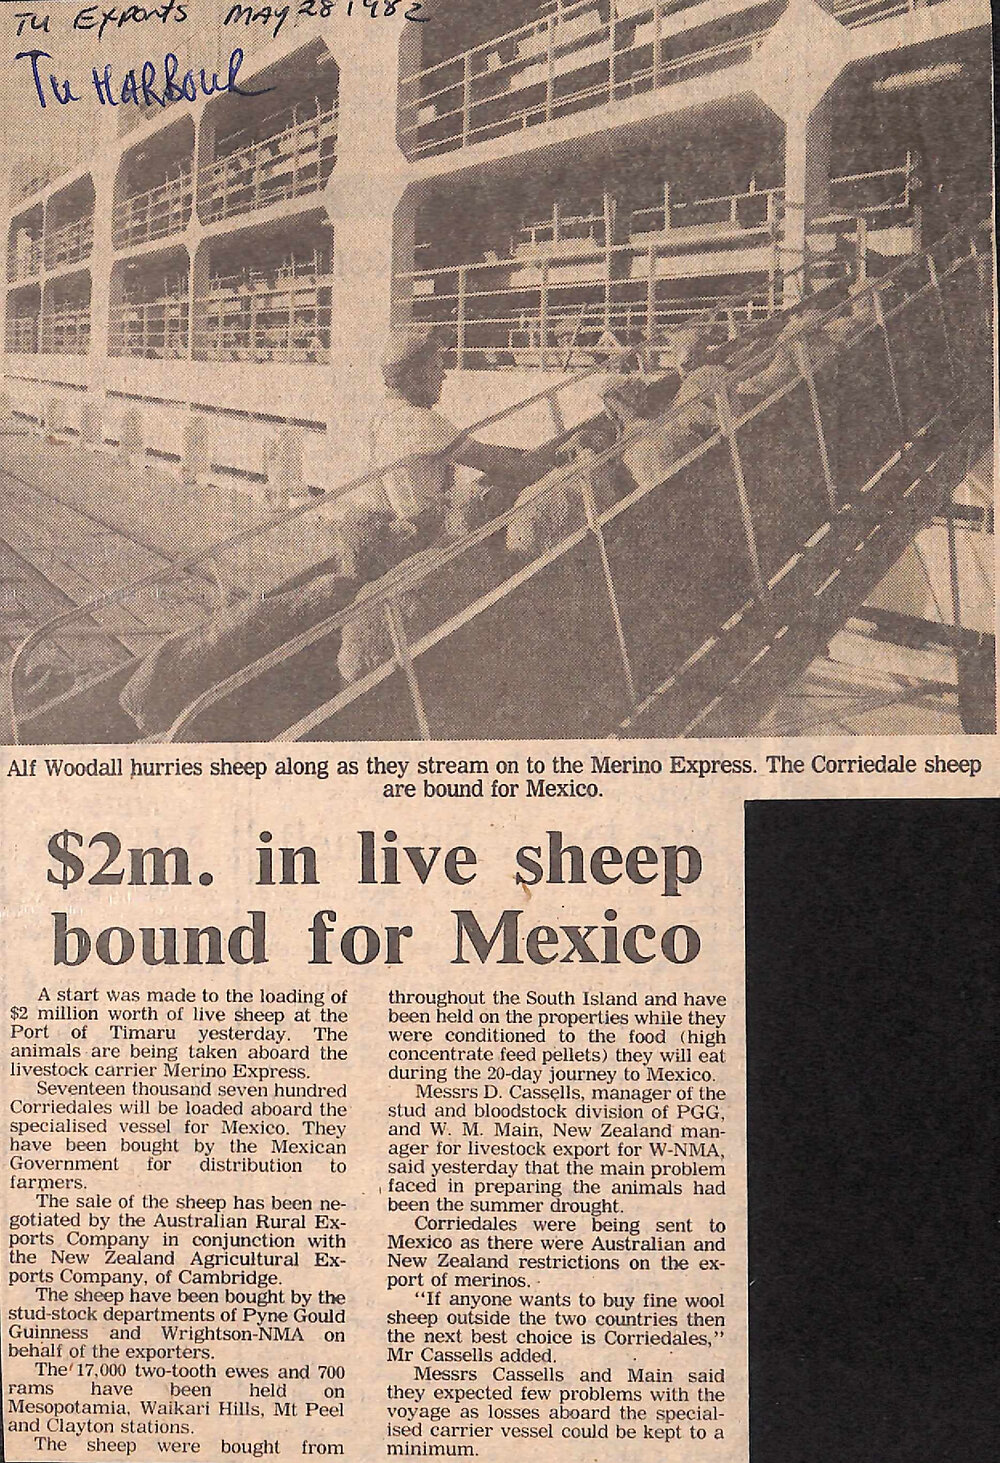 TU EXPORTS MAY 28 1982
TU HARBOUR
Alf Woodall hurries sheep along as they stream on to the Merino Express. The Corriedale sheep
are bound for Mexico.
$2m. in live sheep
bound for Mexico
A start was made to the loading of
$2 million worth of live sheep at the
Port of Timaru yesterday. The
animals are being taken aboard the
livestock carrier Merino Express.
Seventeen thousand seven hundred
Corriedales will be loaded aboard the
specialised vessel for Mexico. They
have been bought by the Mexican
Government for distribution to
farmers.
The sale of the sheep has been ne-
gotiated by the Australian Rural Ex-
ports Company in conjunction with
the New Zealand Agricultural Ex-
ports Company, of Cambridge.
The sheep have been bought by the
stud-stock departments of Pyne Gould
Guinness and Wrightson-NMA on
behalf of the exporters.
The 17,000 two-tooth ewes and 700
rams have been held on
Mesopotamia, Waikari Hills, Mt Peel
and Clayton stations.
The sheep were bought from
throughout the South Island and have
been held on the properties while they
were conditioned to the food (high
concentrate feed pellets) they will eat
during the 20-day journey to Mexico.
Messrs D. Cassells, manager of the
stud and bloodstock division of PGG,
and W. M. Main, New Zealand man-
ager for livestock export for W-NMA,
said yesterday that the main problem
faced in preparing the animals had
been the summer drought.
Corriedales were being sent to
Mexico as there were Australian and
New Zealand restrictions on the ex-
port of merinos.
"If anyone wants to buy fine wool
sheep outside the two countries then
the next best choice is Corriedales,"
Mr Cassells added.
Messrs Cassells and Main said
they expected few problems with the
voyage as losses aboard the special-
ised carrier vessel could be kept to a
minimum.